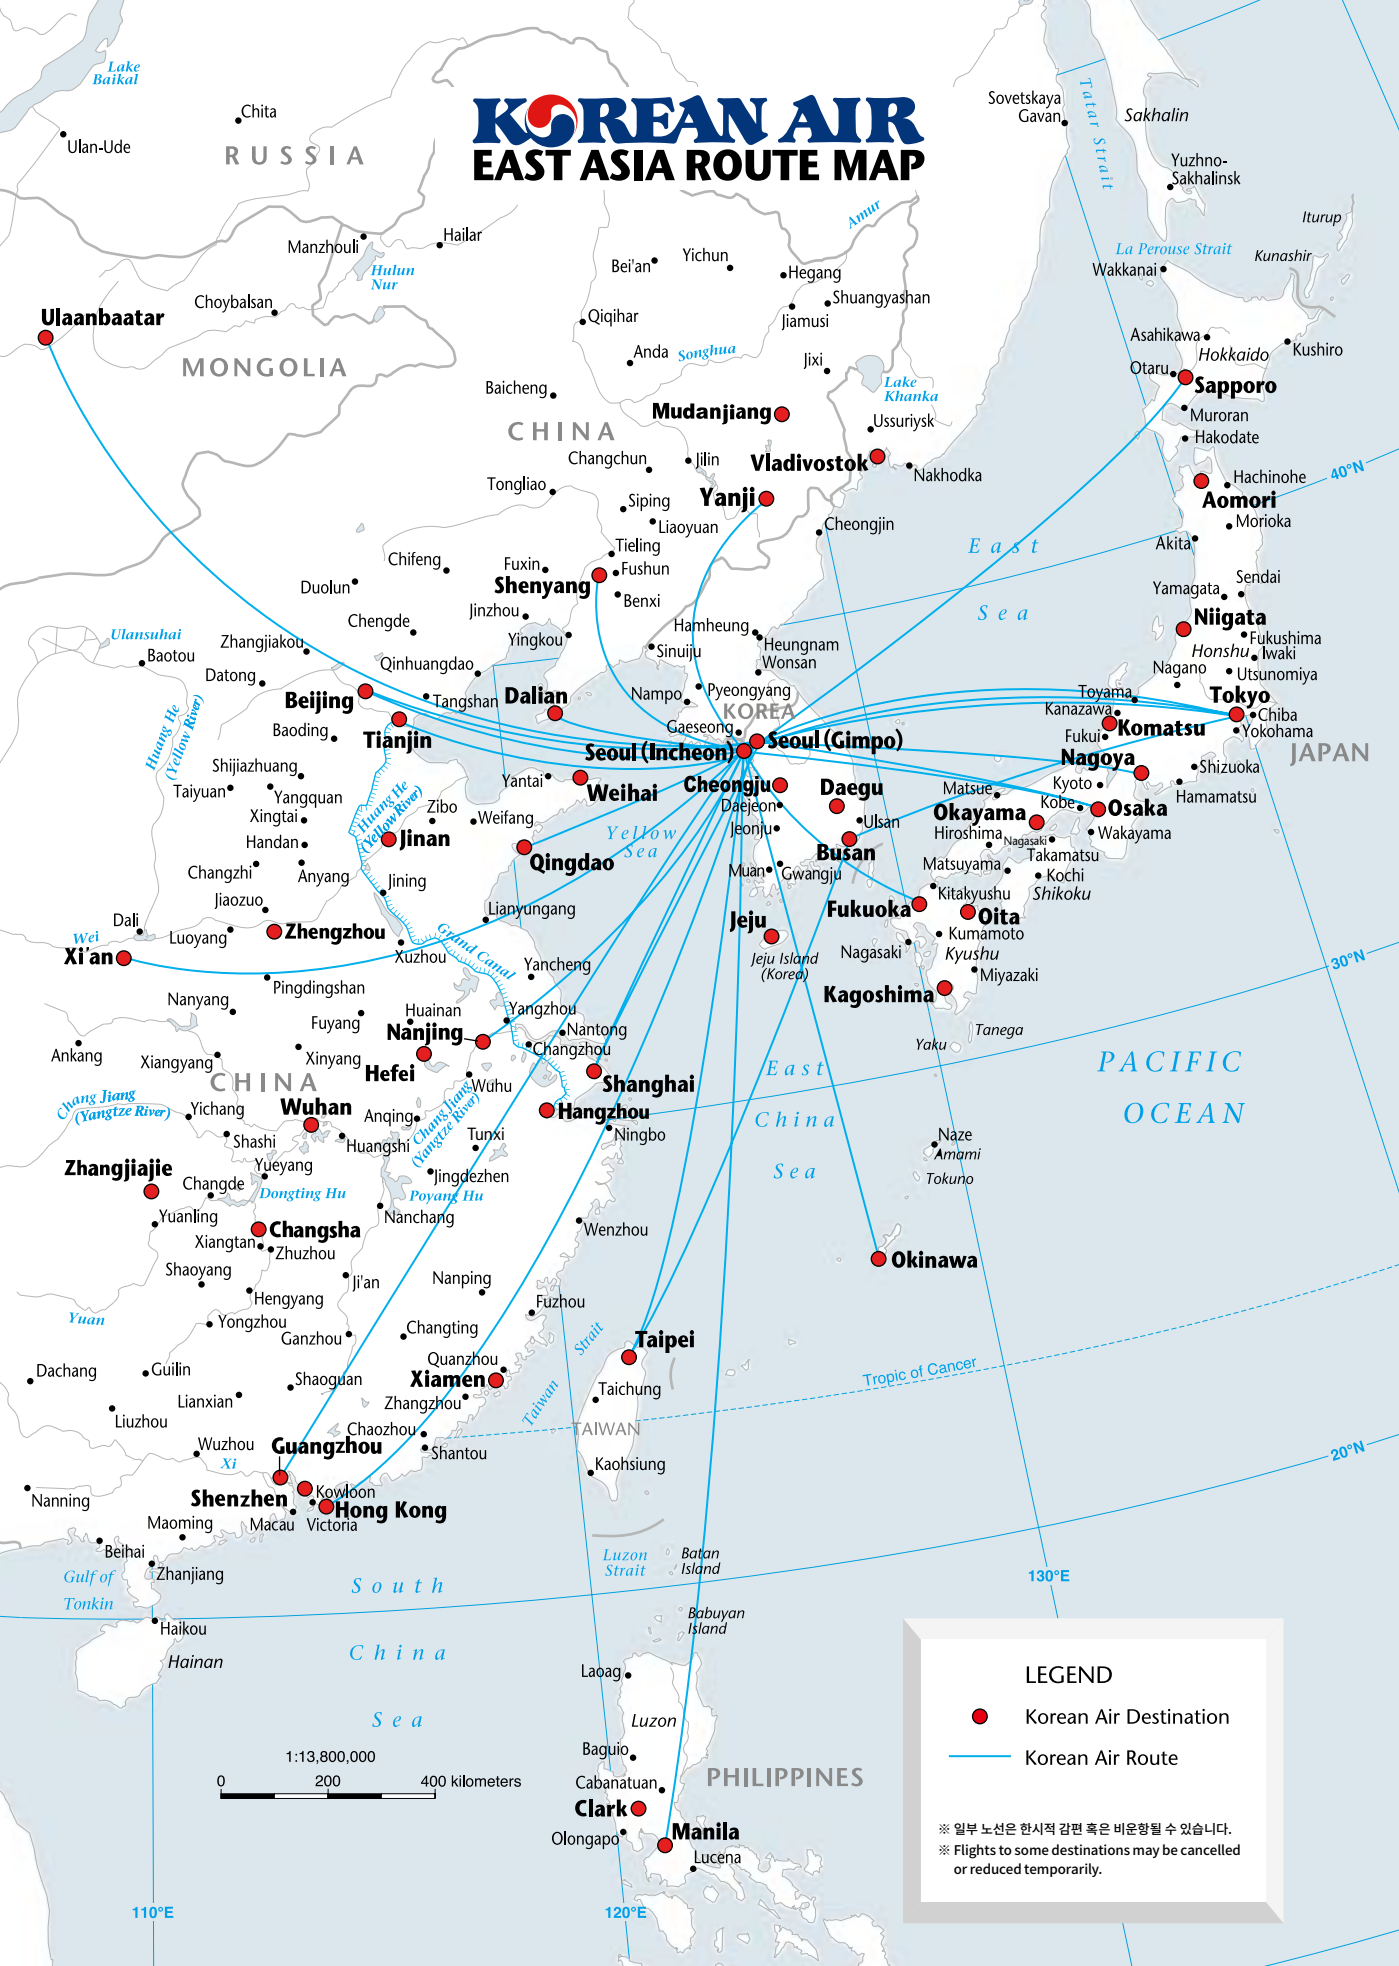 KOREAN AIR
EAST ASIA ROUTE MAP
Lake
Baikal
Chita
Ulan-Ude
RUSSIA
Sovetskaya
Gavan
Tatar Strait
Sakhalin
Yuzhno-
Sakhalinsk
Iturup
Kunashir
La Perouse Strait
Wakkanai
Amur
Manzhouli
Hailar
Hulun
Nur
Choybalsan
Ulaanbaatar
MONGOLIA
Bei'an
Yichun
Hegang
Shuangyashan
Jiamusi
Qiqihar
Anda
Songhua
Jixi
Baicheng
Lake
Khanka
Mudanjiang
Ussuriysk
CHINA
Changchun
Jilin
Vladivostok
Nakhodka
Tongliao
Siping
Yanji
Liaoyuan
Cheongjin
Asahikawa
Hokkaido
Kushiro
Otaru
Sapporo
Muroran
Hakodate
40°N
Hachinohe
Aomori
Morioka
Akita
East
Sea
Tieling
Chifeng
Fuxin
Fushun
Shenyang
Duolun
Benxi
Jinzhou
Chengde
Yingkou
Hamheung
Heungnam
Wonsan
Sinuiju
Yamagata
Sendai
Niigata
Fukushima
Honshu
Iwaki
Nagano
Utsunomiya
Ulansuhai
Baotou
Zhangjiakou
Qinhuangdao
Datong
Beijing
Tangshan
Dalian
Nampo
Pyeongyang
KOREA
Gaeseong
Toyama
Kanazawa
Tokyo
Chiba
Komatsu
Yokohama
Fukui
JAPAN
Huang He
(Yellow River)
Baoding
Tianjin
Seoul (Incheon)
Seoul (Gimpo)
Nagoya
Shizuoka
Kyoto
Hamamatsu
Shijiazhuang
Taiyuan
Yangquan
Xingtai
Yantai
Weihai
Cheongju
Daegu
Matsue
Kobe
Osaka
Daejeon
Okayama
Huang He
(Yellow River)
Zibo
Weifang
Yellow
Sea
Jeonju
Ulsan
Hiroshima
Nagasaki
Wakayama
Handan
Jinan
Busan
Takamatsu
Changzhi
Anyang
Qingdao
Muan
Gwangju
Matsuyama
Kochi
Shikoku
Jining
Kitakyushu
Jiaozuo
Lianyungang
Jeju
Fukuoka
Oita
Dali
Wei
Luoyang
Zhengzhou
Grand Canal
Kumamoto
Xi'an
Xuzhou
Yancheng
Jeju Island
(Korea)
Nagasaki
Kyushu
Miyazaki
30°N
Pingdingshan
Nanyang
Kagoshima
Fuyang
Huainan
Yangzhou
Nanjing
Nantong
Tanega
Yaku
Ankang
Xiangyang
Xinyang
Changzhou
Hefei
CHINA
Wuhu
Shanghai
East
China
Sea
PACIFIC
OCEAN
Chang Jiang
(Yangtze River)
Yichang
Wuhan
Anqing
Chang Jiang
(Yangtze River)
Hangzhou
Ningbo
Shashi
Huangshi
Tunxi
Naze
Amami
Tokuno
Zhangjiajie
Yueyang
Changde
Dongting Hu
Jingdezhen
Poyang Hu
Yuanling
Changsha
Nanchang
Wenzhou
Xiangtan
Zhuzhou
Okinawa
Shaoyang
Ji'an
Nanping
Hengyang
Fuzhou
Yuan
Yongzhou
Ganzhou
Changting
Strait
Taiwan
Taipei
Quanzhou
Dachang
Guilin
Shaoguan
Xiamen
Tropic of Cancer
Lianxian
Zhangzhou
Taichung
Liuzhou
Chaozhou
TAIWAN
Wuzhou
Guangzhou
Shantou
20°N
Xi
Kaohsiung
Nanning
Shenzhen
Kowloon
Hong Kong
Macau
Victoria
Maoming
Beihai
Zhanjiang
Gulf of
Tonkin
Luzon
Strait
Batan
Island
130°E
South
China
Sea
Haikou
Hainan
Babuyan
Island
Laoag
Luzon
Baguio
Cabanatuan
PHILIPPINES
Clark
Olongapo
Manila
Lucena
1:13,800,000
0 200 400 kilometers
110°E
120°E
LEGEND
Korean Air Destination
Korean Air Route
※ 일부 노선은 한시적 감편 혹은 비운항될 수 있습니다.
※ Flights to some destinations may be cancelled
or reduced temporarily.